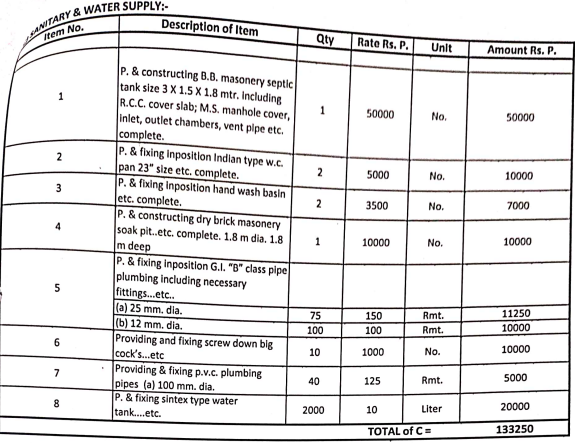 SANITARY & WATER SUPPLY:-
Item No. Description of Item Qty Rate Rs. P. Unit Amount Rs. P.
1 P. & constructing B.B. masonery septic
tank size 3 X 1.5 X 1.8 mtr. including
R.C.C. cover slab; M.S. manhole cover, 1 50000 No. 50000
inlet, outlet chambers, vent pipe etc.
complete.
2 P. & fixing inposition Indian type w.c. 2 5000 No. 10000
pan 23" size etc. complete.
3 P. & fixing inposition hand wash basin 2 3500 No. 7000
etc. complete.
4 P. & constructing dry brick masonery
soak pit..etc. complete. 1.8 m dia. 1.8 1 10000 No. 10000
m deep
5 P. & fixing inposition G.I. "B" class pipe
plumbing including necessary
fittings...etc..
(a) 25 mm. dia. 75 150 Rmt. 11250
(b) 12 mm. dia. 100 100 Rmt. 10000
6 Providing and fixing screw down big 10 1000 No. 10000
cock's...etc
7 Providing & fixing p.v.c. plumbing 40 125 Rmt. 5000
pipes (a) 100 mm. dia.
8 P. & fixing sintex type water 2000 10 Liter 20000
tank....etc.
TOTAL of C = 133250